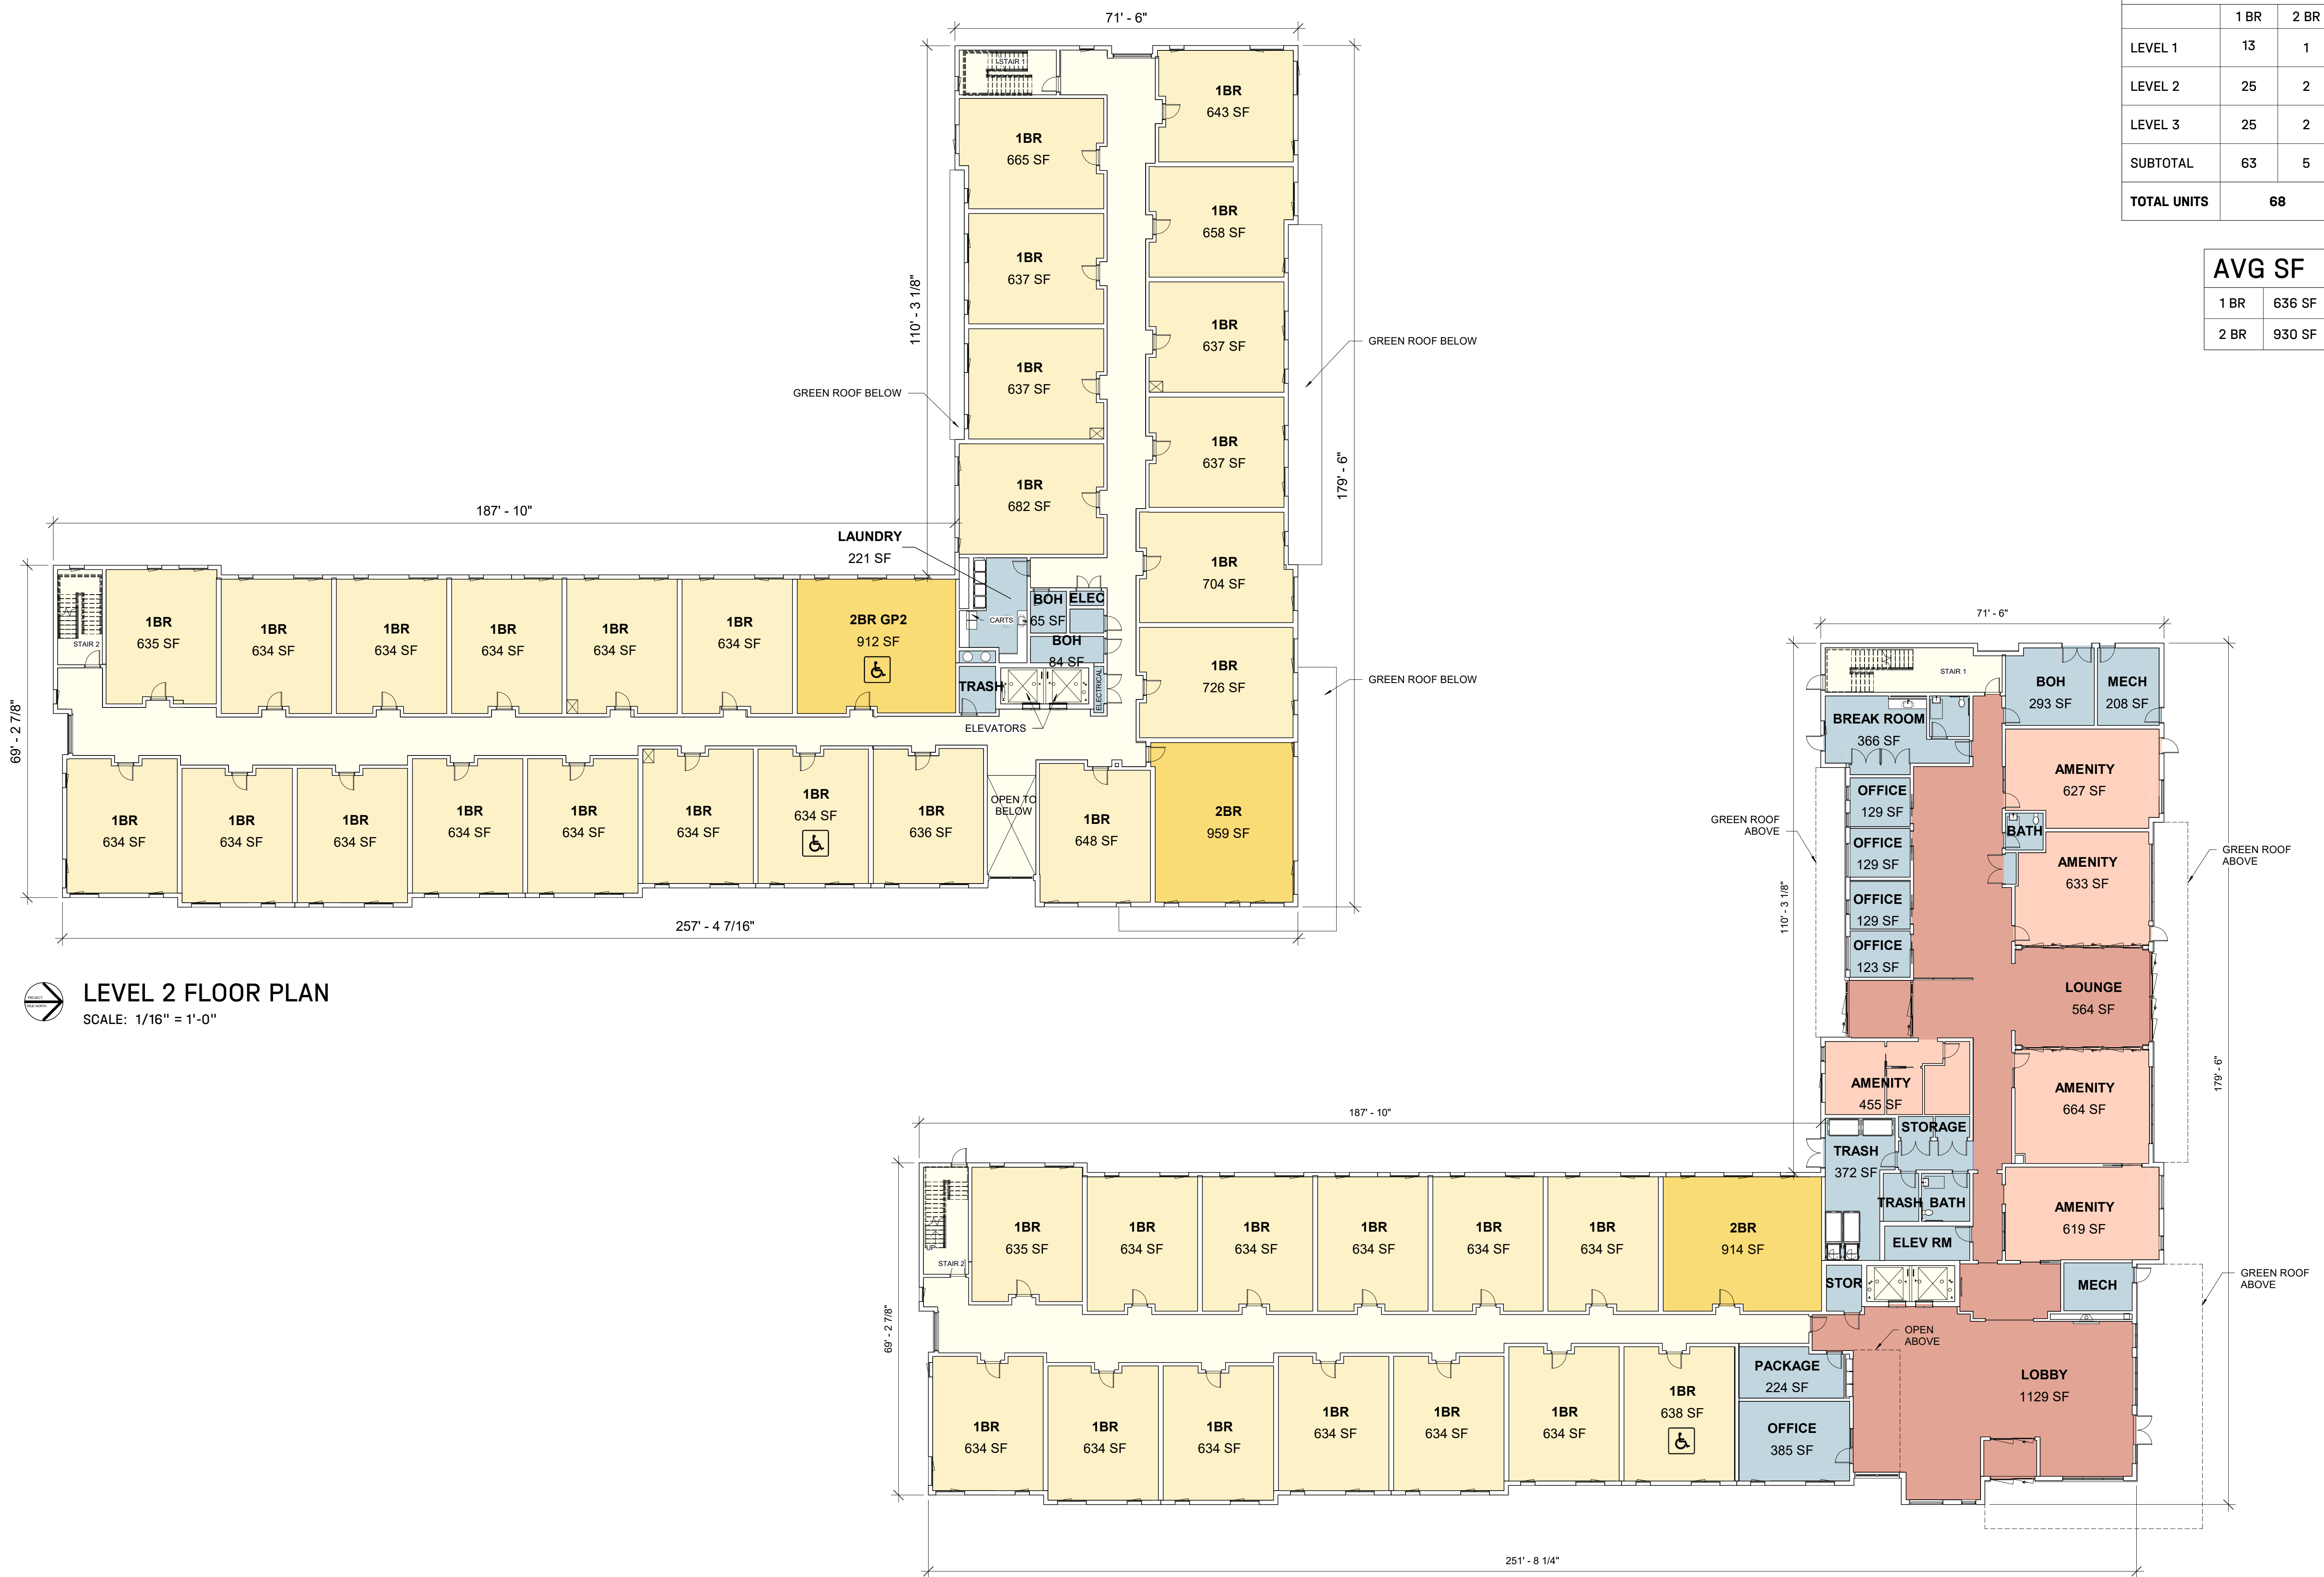 71' - 6"
STAIR 1
1BR
643 SF
1BR
665 SF
1BR
658 SF
1BR
637 SF
1BR
637 SF
1BR
637 SF
1BR
637 SF
1BR
682 SF
1BR
704 SF
1BR
726 SF
110' - 3 1/8"
179' - 6"
GREEN ROOF BELOW
GREEN ROOF BELOW
GREEN ROOF BELOW
187' - 10"
LAUNDRY
221 SF
CARTS
BOH
65 SF
ELEC
BOH
84 SF
TRASH
ELECTRICAL
ELEVATORS
STAIR 2
1BR
635 SF
1BR
634 SF
1BR
634 SF
1BR
634 SF
1BR
634 SF
1BR
634 SF
2BR GP2
912 SF
69' - 2 7/8"
1BR
634 SF
1BR
634 SF
1BR
634 SF
1BR
634 SF
1BR
634 SF
1BR
634 SF
1BR
634 SF
1BR
636 SF
OPEN TO
BELOW
1BR
648 SF
2BR
959 SF
257' - 4 7/16"
PROJECT
TRUE NORTH
LEVEL 2 FLOOR PLAN
SCALE: 1/16" = 1'-0"
1 BR 2 BR
LEVEL 1 13 1
LEVEL 2 25 2
LEVEL 3 25 2
SUBTOTAL 63 5
TOTAL UNITS 68
AVG SF
1 BR 636 SF
2 BR 930 SF
71' - 6"
STAIR 1
BOH
293 SF
MECH
208 SF
BREAK ROOM
366 SF
AMENITY
627 SF
OFFICE
129 SF
BATH
OFFICE
129 SF
AMENITY
633 SF
OFFICE
129 SF
OFFICE
123 SF
LOUNGE
564 SF
GREEN ROOF
ABOVE
GREEN ROOF
ABOVE
110' - 3 1/8"
179' - 6"
AMENITY
455 SF
AMENITY
664 SF
STORAGE
TRASH
372 SF
TRASH
BATH
AMENITY
619 SF
ELEV RM
STOR
MECH
GREEN ROOF
ABOVE
OPEN
ABOVE
LOBBY
1129 SF
187' - 10"
UP
STAIR 2
1BR
635 SF
1BR
634 SF
1BR
634 SF
1BR
634 SF
1BR
634 SF
1BR
634 SF
2BR
914 SF
69' - 2 7/8"
1BR
634 SF
1BR
634 SF
1BR
634 SF
1BR
634 SF
1BR
634 SF
1BR
634 SF
1BR
638 SF
PACKAGE
224 SF
OFFICE
385 SF
251' - 8 1/4"